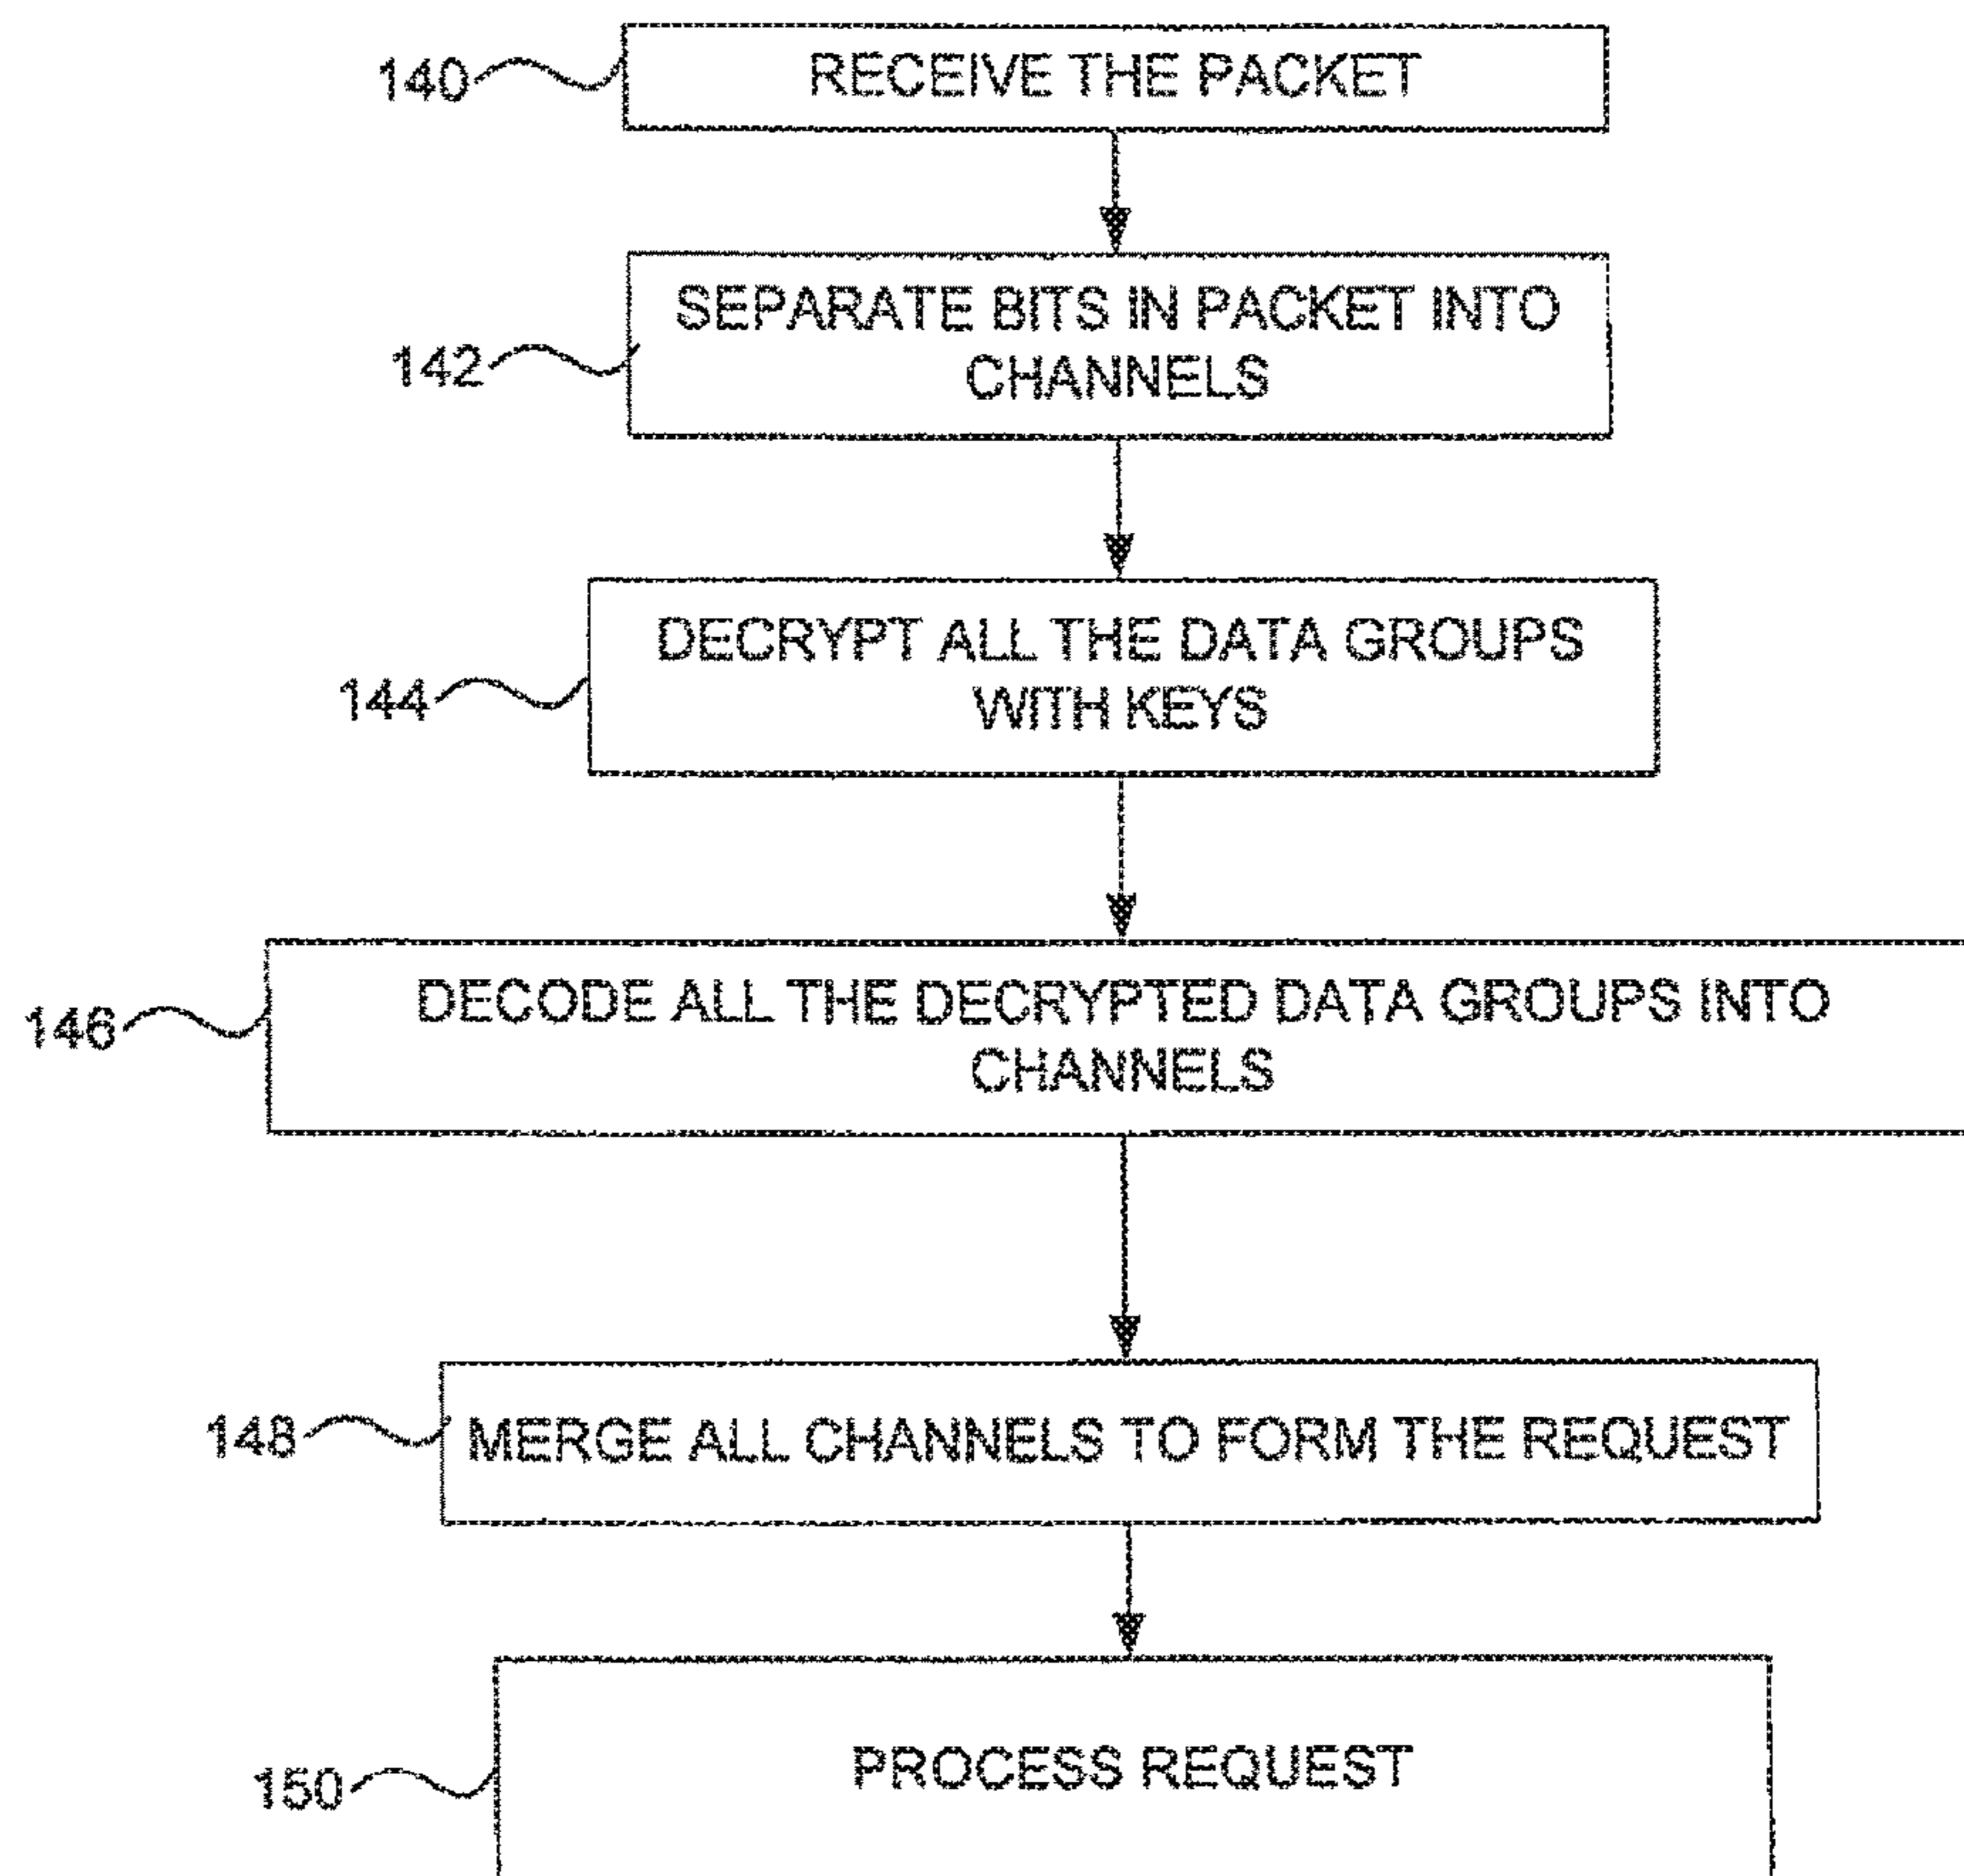 140
RECEIVE THE PACKET
142
SEPARATE BITS IN PACKET INTO
CHANNELS
144
DECRYPT ALL THE DATA GROUPS
WITH KEYS
146
DECODE ALL THE DECRYPTED DATA GROUPS INTO
CHANNELS
148
MERGE ALL CHANNELS TO FORM THE REQUEST
150
PROCESS REQUEST